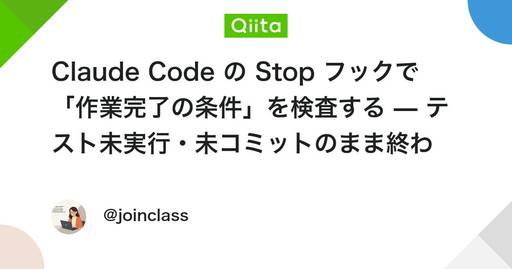 Qiita
Claude Code の Stop フックで
「作業完了の条件」を検査する — テ
スト未実行・未コミットのまま終わ
@joinclass